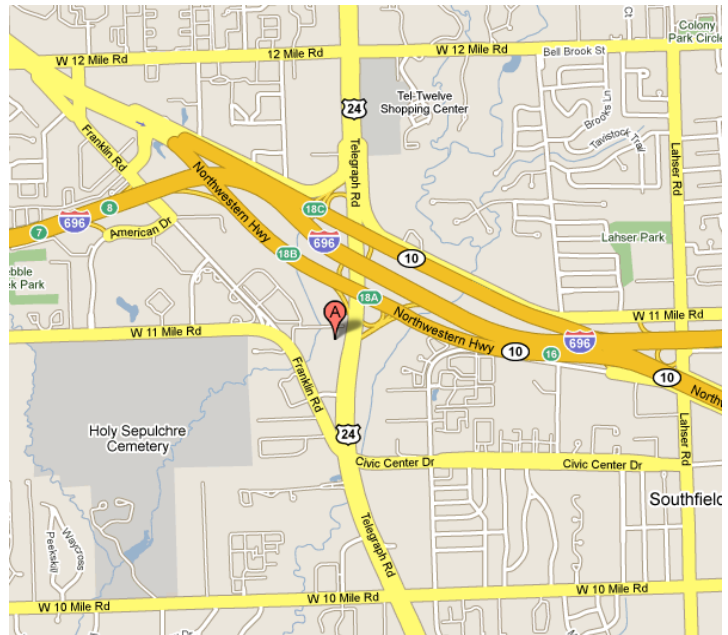 Colony
Park Circle
W 12 Mile Rd
12 Mile Rd
W 12 Mile Rd
Bell Brook St
Ct
Tel-Twelve
Shopping Center
24
Brooks Ln
Tavistock Trail
Franklin Rd
Telegraph Rd
Lahser Rd
Northwestern Hwy
8
18C
696
7
696
American Dr
Lahser Park
18B
10
18A
W 11 Mile Rd
A
W 11 Mile Rd
Northwestern Hwy
696
10
16
10
Franklin Rd
Holy Sepulchre
Cemetery
24
Civic Center Dr
Civic Center Dr
Lahser Rd
Southfield
Waycross
Peekskill
Telegraph Rd
W 10 Mile Rd
W 10 Mile Rd